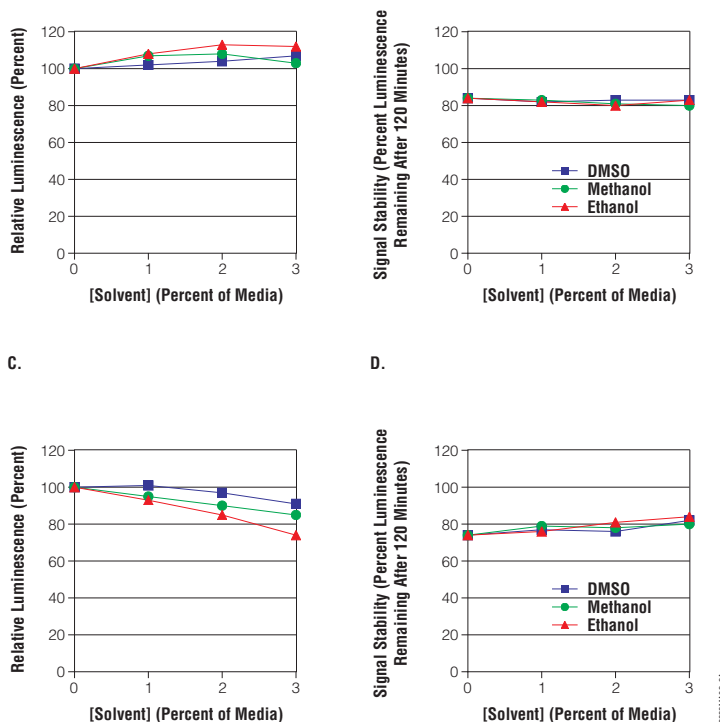 Relative Luminescence (Percent)
120
100
80
60
40
20
0
0 1 2 3
[Solvent] (Percent of Media)
Signal Stability (Percent Luminescence
Remaining After 120 Minutes)
120
100
80
60
40
20
0
DMSO
Methanol
Ethanol
0 1 2 3
[Solvent] (Percent of Media)
C.
D.
Relative Luminescence (Percent)
120
100
80
60
40
20
0
0 1 2 3
[Solvent] (Percent of Media)
Signal Stability (Percent Luminescence
Remaining After 120 Minutes)
120
100
80
60
40
20
0
DMSO
Methanol
Ethanol
0 1 2 3
[Solvent] (Percent of Media)